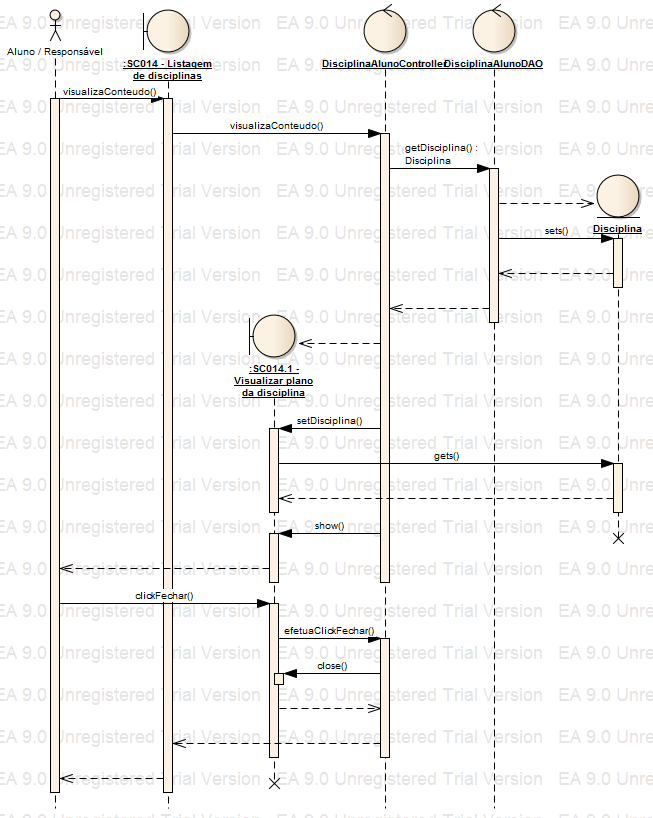 Aluno / Responsável
:SC014 - Listagem
de disciplinas
DisciplinaAlunoController
DisciplinaAlunoDAO
visualizaConteudo()
visualizaConteudo()
getDisciplina() :
Disciplina
Disciplina
sets()
:SC014.1 -
Visualizar plano
da disciplina
setDisciplina()
gets()
show()
clickFechar()
efetuaClickFechar()
close()
EA 9.0 Unregistered Trial Version